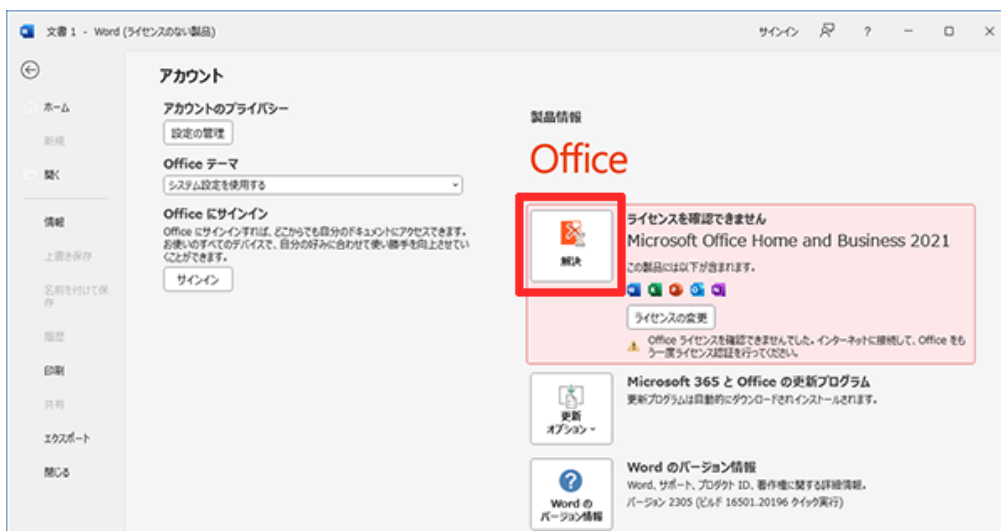 文書 1 - Word (ライセンスのない製品)
サインイン
?
アカウント
ホーム
新規
開く
情報
上書き保存
名前を付けて保
存
履歴
印刷
共有
エクスポート
閉じる
アカウントのプライバシー
設定の管理
Office テーマ
システム設定を使用する
Office にサインイン
Office にサインインすれば、どこからでも自分のドキュメントにアクセスできます。
お使いのすべてのデバイスで、自分の好みに合わせて使い勝手を向上させてい
くことができます。
サインイン
製品情報
Office
解決
ライセンスを確認できません
Microsoft Office Home and Business 2021
この製品には以下が含まれます。
ライセンスの変更
Office ライセンスを確認できませんでした。インターネットに接続して、Office をも
う一度ライセンス認証を行ってください。
更新
オプション
Microsoft 365 と Office の更新プログラム
更新プログラムは自動的にダウンロードされインストールされます。
Word の
バージョン情報
Word のバージョン情報
Word、サポート、プロダクト ID、著作権に関する詳細情報。
バージョン 2305 (ビルド 16501.20196 クイック実行)